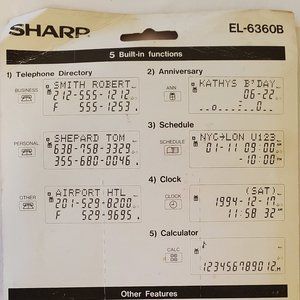 SHARP
EL-6360B
5 Built-in functions
1) Telephone Directory
BUSINESS
SMITH ROBERT
212-555-1212
F 555-1253
PERSONAL
SHEPARD TOM
638-758-3329
355-680-0046
OTHER
AIRPORT HTL
201-529-8200
F 529-9695
2) Anniversary
ANN
KATHYS B'DAY
06-22
3) Schedule
SCHEDULE
NYC→LON U123
01-11 09:00
-10:00
4) Clock
CLOCK
(SAT)
1994-12-17
11:58 32
5) Calculator
CALC
123456789012.
Other Features